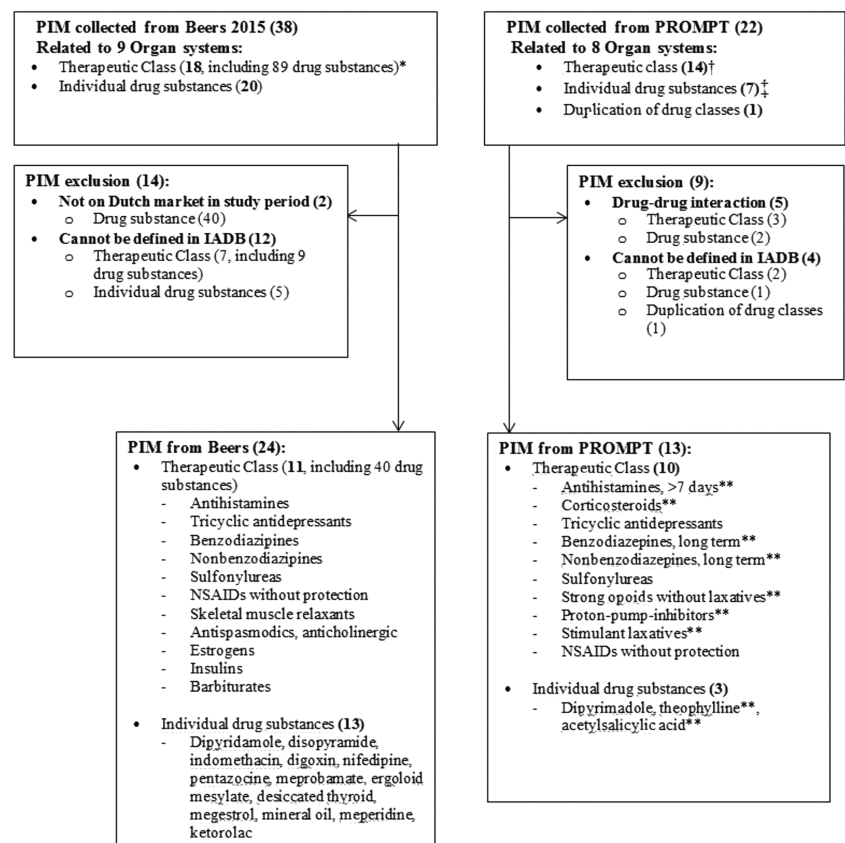 PIM collected from Beers 2015 (38)
Related to 9 Organ systems:
• Therapeutic Class (18, including 89 drug substances)*
• Individual drug substances (20)
PIM collected from PROMPT (22)
Related to 8 Organ systems:
• Therapeutic class (14)†
• Individual drug substances (7)‡
• Duplication of drug classes (1)
PIM exclusion (14):
• Not on Dutch market in study period (2)
o Drug substance (40)
• Cannot be defined in IADB (12)
o Therapeutic Class (7, including 9
drug substances)
o Individual drug substances (5)
PIM exclusion (9):
• Drug-drug interaction (5)
o Therapeutic Class (3)
o Drug substance (2)
• Cannot be defined in IADB (4)
o Therapeutic Class (2)
o Drug substance (1)
o Duplication of drug classes
(1)
PIM from Beers (24):
• Therapeutic Class (11, including 40 drug
substances)
- Antihistamines
- Tricyclic antidepressants
- Benzodiazipines
- Nonbenzodiazipines
- Sulfonylureas
- NSAIDs without protection
- Skeletal muscle relaxants
- Antispasmodics, anticholinergic
- Estrogens
- Insulins
- Barbiturates
• Individual drug substances (13)
- Dipyridamole, disopyramide,
indomethacin, digoxin, nifedipine,
pentazocine, meprobamate, ergoloid
mesylate, desiccated thyroid,
megestrol, mineral oil, meperidine,
ketorolac
PIM from PROMPT (13):
• Therapeutic Class (10)
- Antihistamines, >7 days**
- Corticosteroids**
- Tricyclic antidepressants
- Benzodiazepines, long term**
- Nonbenzodiazepines, long term**
- Sulfonylureas
- Strong opoids without laxatives**
- Proton-pump-inhibitors**
- Stimulant laxatives**
- NSAIDs without protection
• Individual drug substances (3)
- Dipyrimadole, theophylline**,
acetylsalicylic acid**